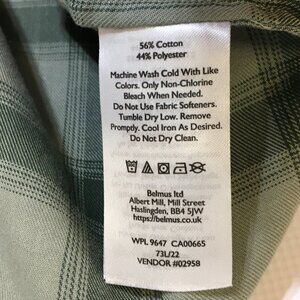 56% Cotton
44% Polyester
Machine Wash Cold With Like
Colors. Only Non-Chlorine
Bleach When Needed.
Do Not Use Fabric Softeners.
Tumble Dry Low. Remove
Promptly. Cool Iron As Desired.
Do Not Dry Clean.
Belmus ltd
Albert Mill, Mill Street
Haslingden, BB4 5JW
https://belmus.co.uk
WPL 9647 CA00665
73L/22
VENDOR #02958